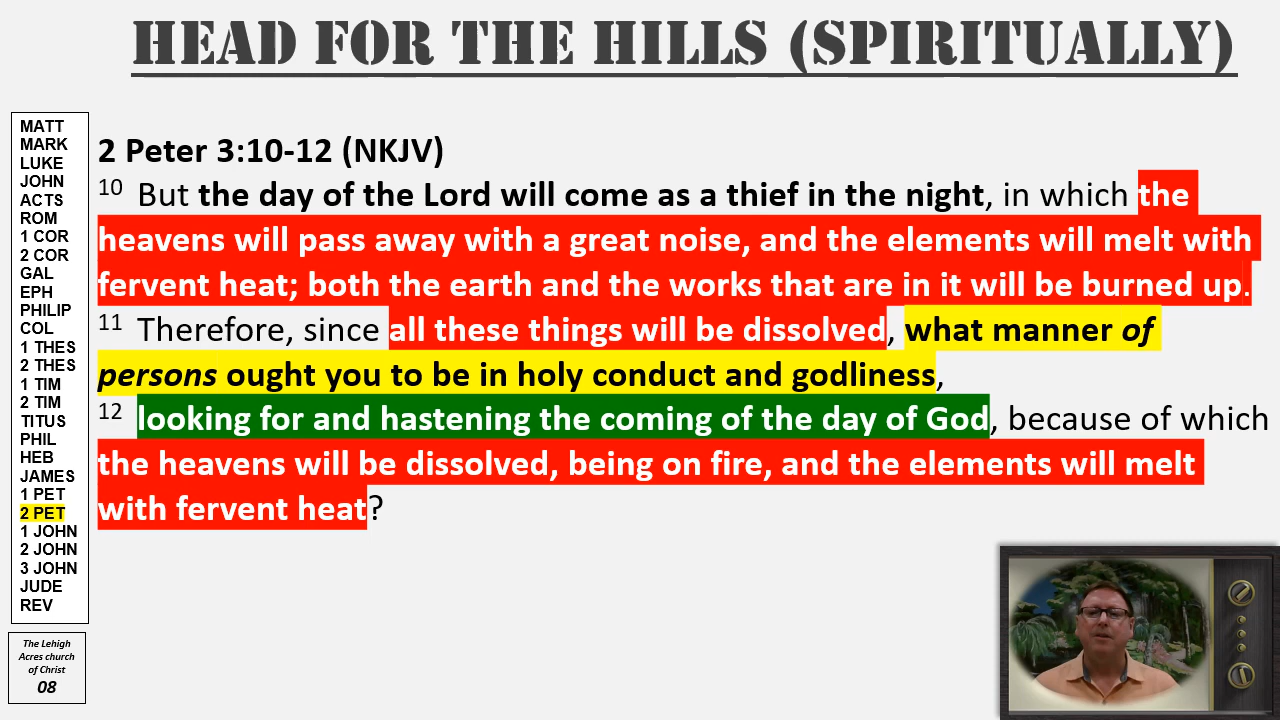 HEAD FOR THE HILLS (SPIRITUALLY)
MATT
MARK
LUKE
JOHN
ACTS
ROM
1 COR
2 COR
GAL
EPH
PHILIP
COL
1 THES
2 THES
1 TIM
2 TIM
TITUS
PHIL
HEB
JAMES
1 PET
2 PET
1 JOHN
2 JOHN
3 JOHN
JUDE
REV
The Lehigh
Acres church
of Christ
08
2 Peter 3:10-12 (NKJV)
10 But the day of the Lord will come as a thief in the night, in which the
heavens will pass away with a great noise, and the elements will melt with
fervent heat; both the earth and the works that are in it will be burned up.
11 Therefore, since all these things will be dissolved, what manner of
persons ought you to be in holy conduct and godliness,
12 looking for and hastening the coming of the day of God, because of which
the heavens will be dissolved, being on fire, and the elements will melt
with fervent heat?